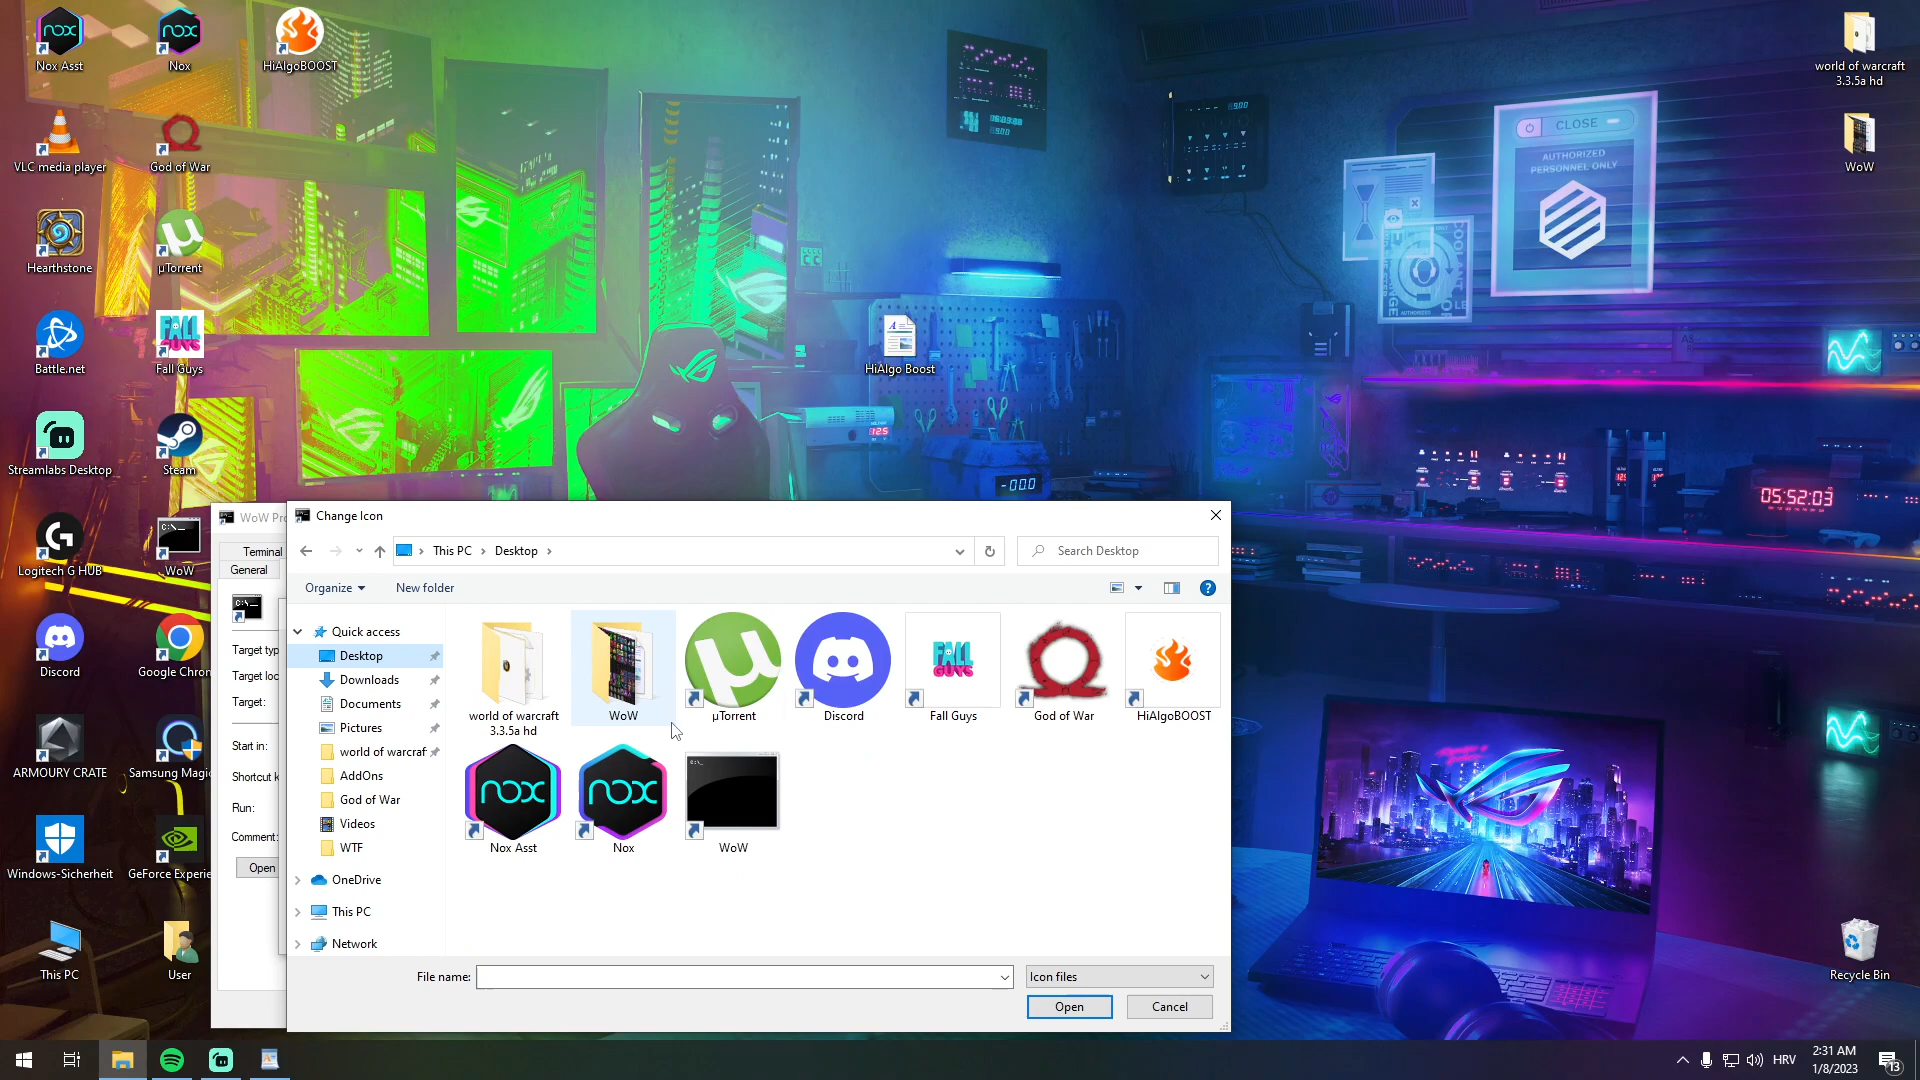 Nox Asst
Nox
HiAlgoBOOST
world of warcraft
3.3.5a hd
VLC media player
God of War
WoW
Hearthstone
µTorrent
Battle.net
Fall Guys
HiAlgo Boost
Streamlabs Desktop
Steam
Logitech G HUB
WoW
Discord
Google Chron
ARMOURY CRATE
Samsung Magic
Windows-Sicherheit
GeForce Experie
This PC
User
Recycle Bin
CLOSE
AUTHORIZED
PERSONNEL ONLY
05:52:03
-000
12.5
WoW Pro
Terminal
General
Target typ
Target loc
Target:
Start in:
Shortcut k
Run:
Comment:
Open
Change Icon
This PC
Desktop
Search Desktop
Organize
New folder
Quick access
Desktop
Downloads
Documents
Pictures
world of warcraf
AddOns
God of War
Videos
WTF
OneDrive
This PC
Network
world of warcraft
3.3.5a hd
WoW
µTorrent
Discord
Fall Guys
God of War
HiAlgoBOOST
Nox Asst
Nox
WoW
File name:
Icon files
Open
Cancel
HRV
2:31 AM
1/8/2023
13